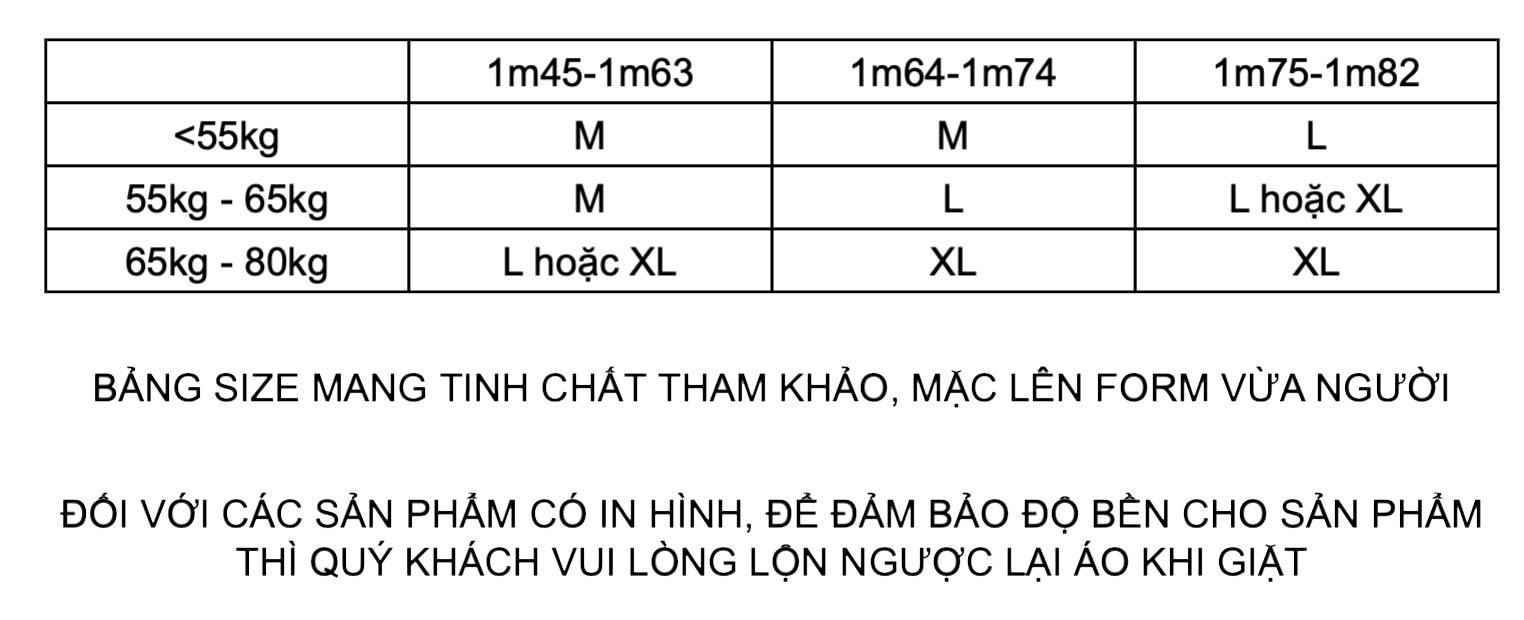 1m45-1m63 1m64-1m74 1m75-1m82
<55kg M M L
55kg - 65kg M L L hoặc XL
65kg - 80kg L hoặc XL XL XL
BẢNG SIZE MANG TINH CHẤT THAM KHẢO, MẶC LÊN FORM VỪA NGƯỜI
ĐỐI VỚI CÁC SẢN PHẨM CÓ IN HÌNH, ĐỂ ĐẢM BẢO ĐỘ BỀN CHO SẢN PHẨM
THÌ QUÝ KHÁCH VUI LÒNG LỘN NGƯỢC LẠI ÁO KHI GIẶT